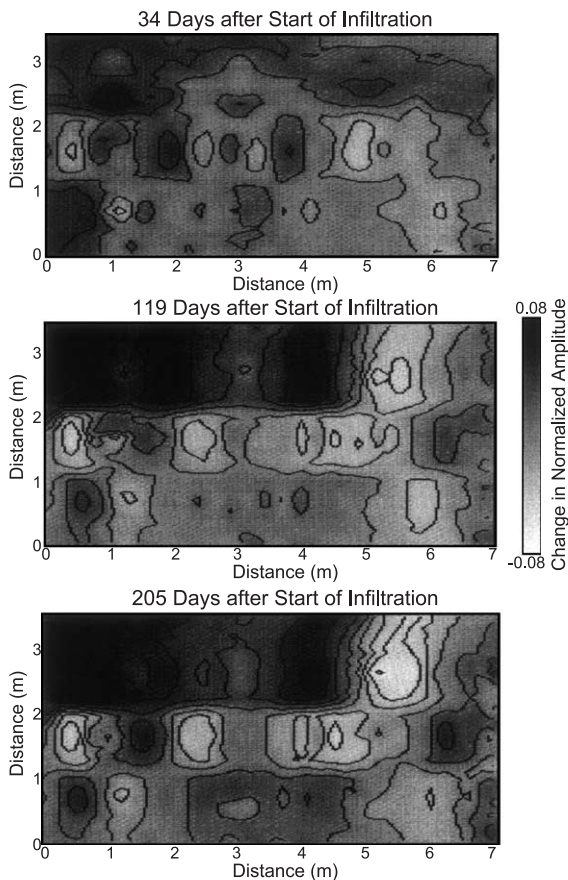 34 Days after Start of Infiltration
Distance (m)
3
2
1
0
0 1 2 3 4 5 6 7
Distance (m)
119 Days after Start of Infiltration
Distance (m)
3
2
1
0
0 1 2 3 4 5 6 7
Distance (m)
0.08
Change in Normalized Amplitude
-0.08
205 Days after Start of Infiltration
Distance (m)
3
2
1
0
0 1 2 3 4 5 6 7
Distance (m)